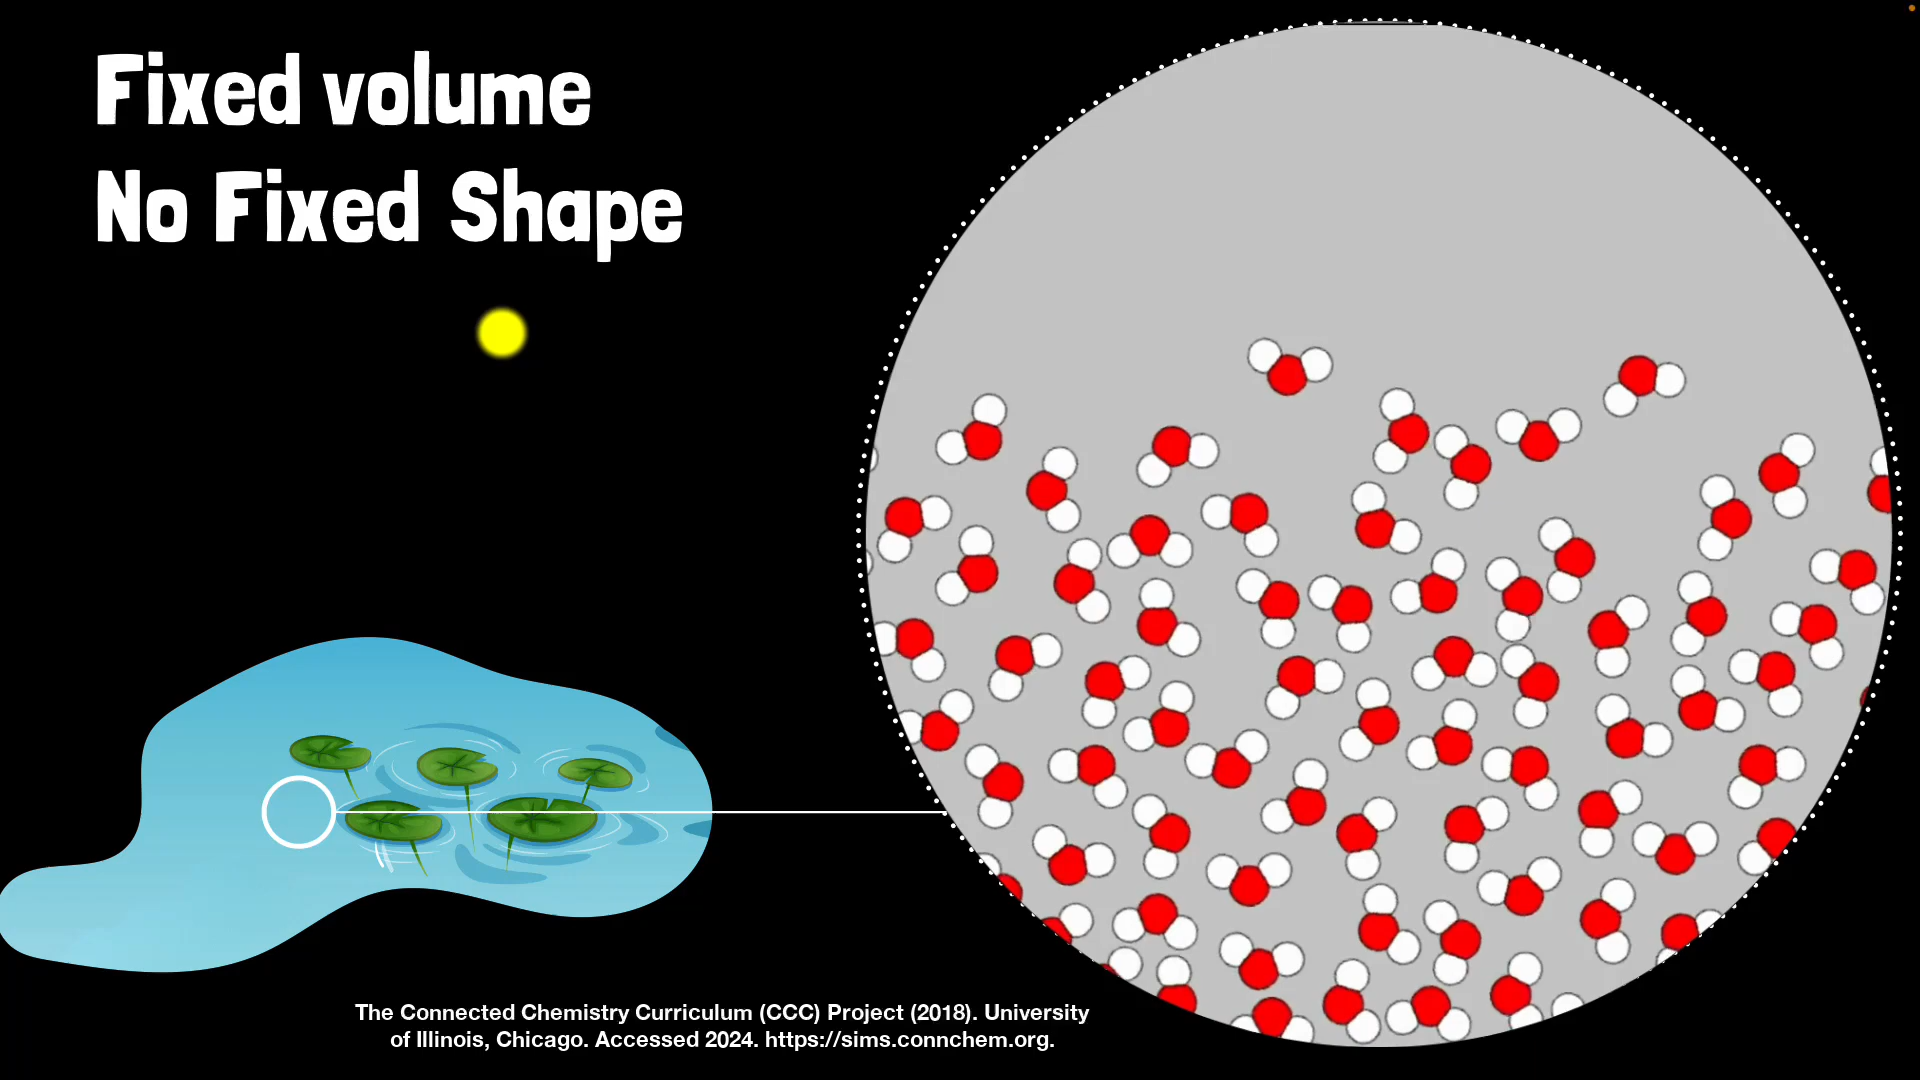 Fixed volume
No Fixed Shape
The Connected Chemistry Curriculum (CCC) Project (2018). University
of Illinois, Chicago. Accessed 2024. https://sims.connchem.org.